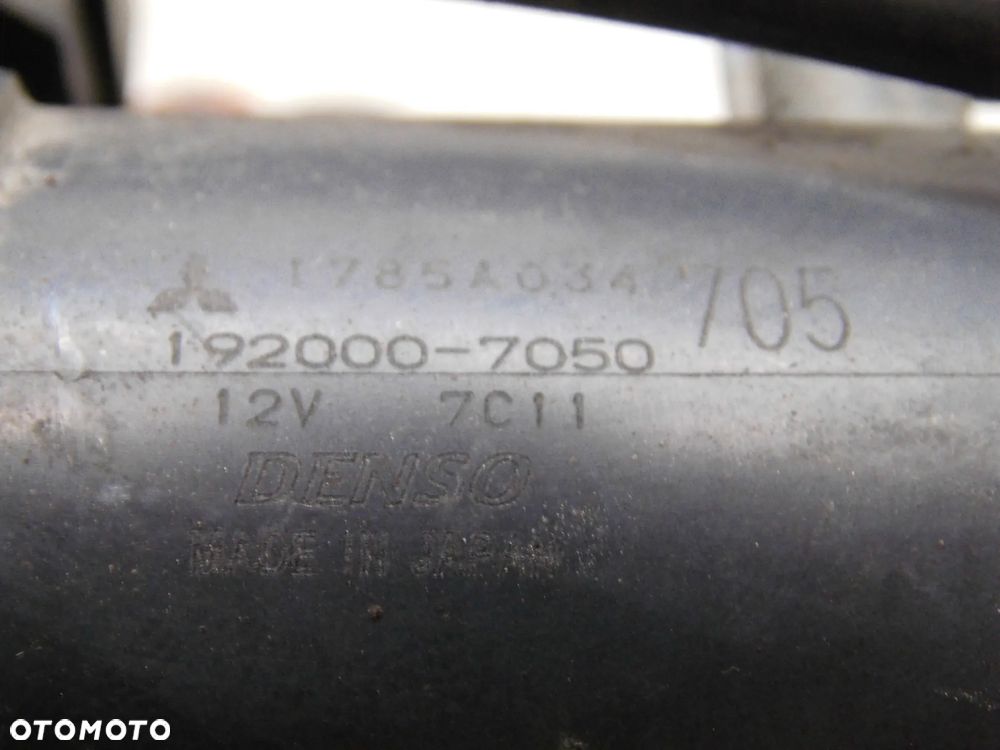 1785A034
705
192000-7050
12V 7C11
DENSO
MADE IN JAPAN
OTOMOTO